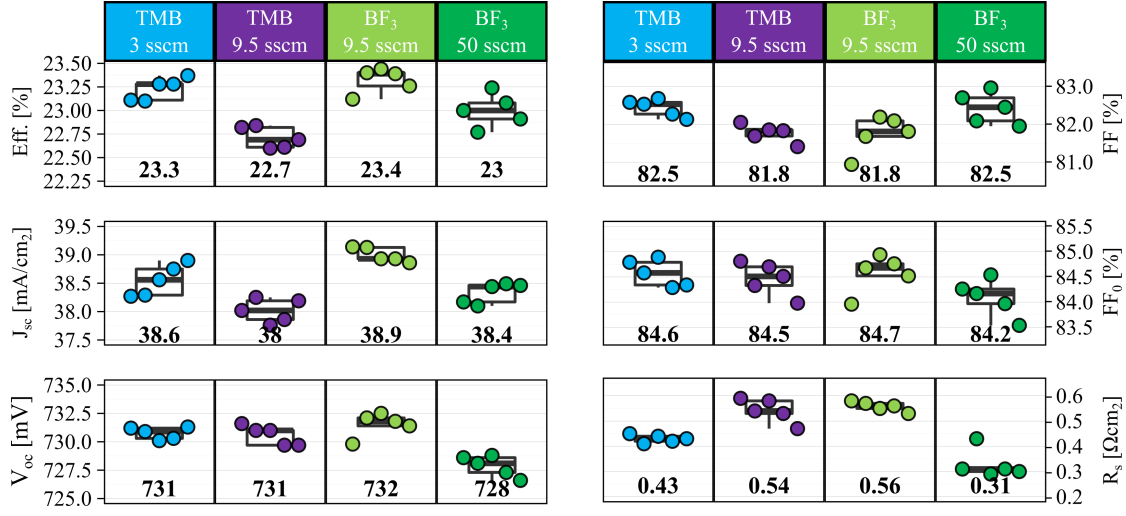 TMB TMB BF₃ BF₃ TMB TMB BF₃ BF₃
3 sscm 9.5 sscm 9.5 sscm 50 sscm 3 sscm 9.5 sscm 9.5 sscm 50 sscm
Eff. [%]
23.50
23.25
23.00
22.75
22.50
22.25
23.3 22.7 23.4 23
83.0
82.0
81.0
FF [%]
82.5 81.8 81.8 82.5
Jsc [mA/cm²]
39.5
39.0
38.5
38.0
37.5
38.6 38 38.9 38.4
85.5
85.0
84.5
84.0
83.5
FF₀ [%]
84.6 84.5 84.7 84.2
Voc [mV]
735.0
732.5
730.0
727.5
725.0
731 731 732 728
0.6
0.5
0.4
0.3
0.2
Rs [Ωcm₂]
0.43 0.54 0.56 0.31